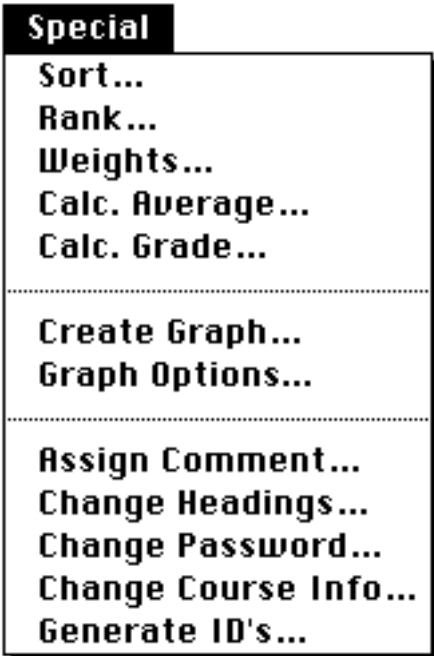 Special
Sort...
Rank...
Weights...
Calc. Average...
Calc. Grade...
Create Graph...
Graph Options...
Assign Comment...
Change Headings...
Change Password...
Change Course Info...
Generate ID's...